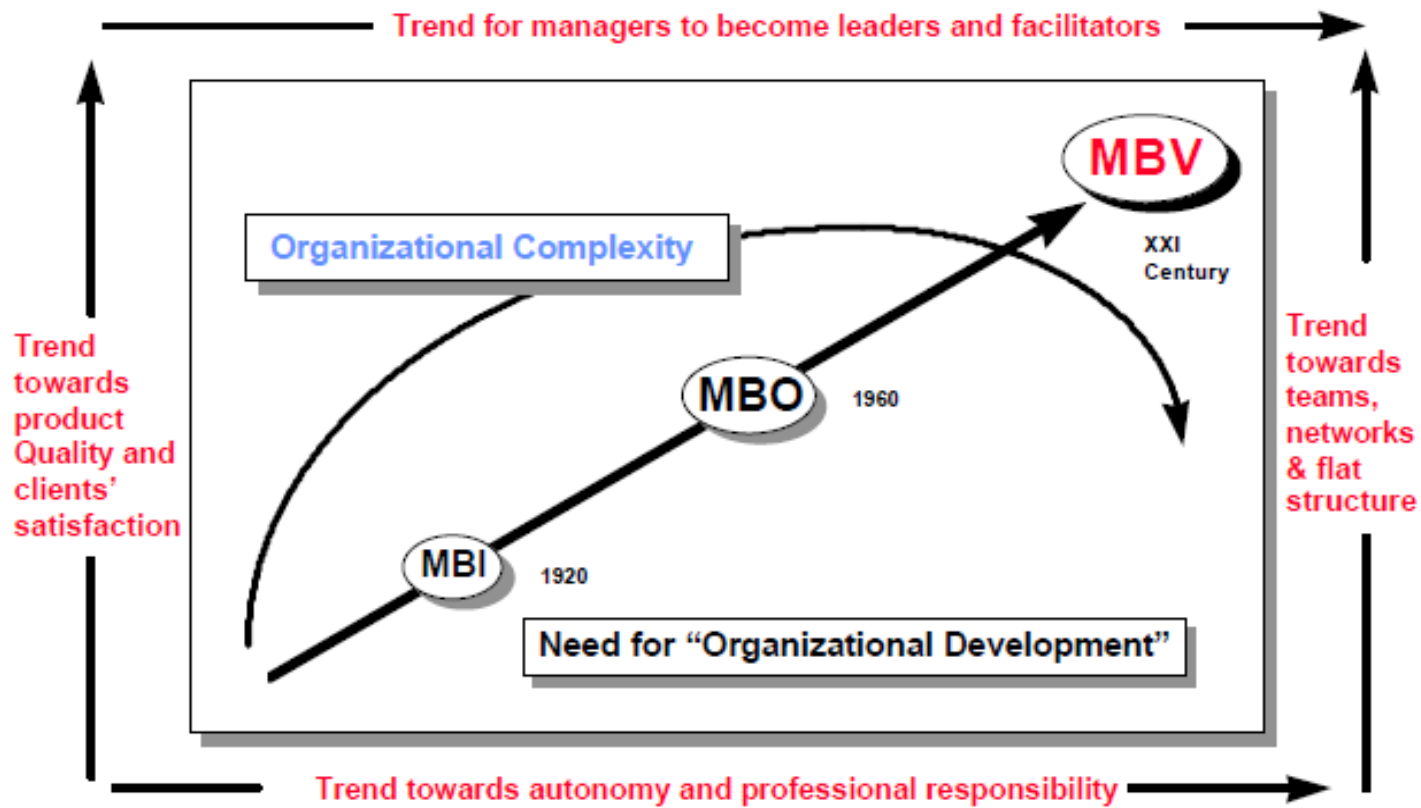 Trend for managers to become leaders and facilitators
MBV
XXI
Century
Organizational Complexity
Trend
towards
product
Quality and
clients’
satisfaction
MBO
1960
Trend
towards
teams,
networks
& flat
structure
MBI
1920
Need for “Organizational Development”
Trend towards autonomy and professional responsibility